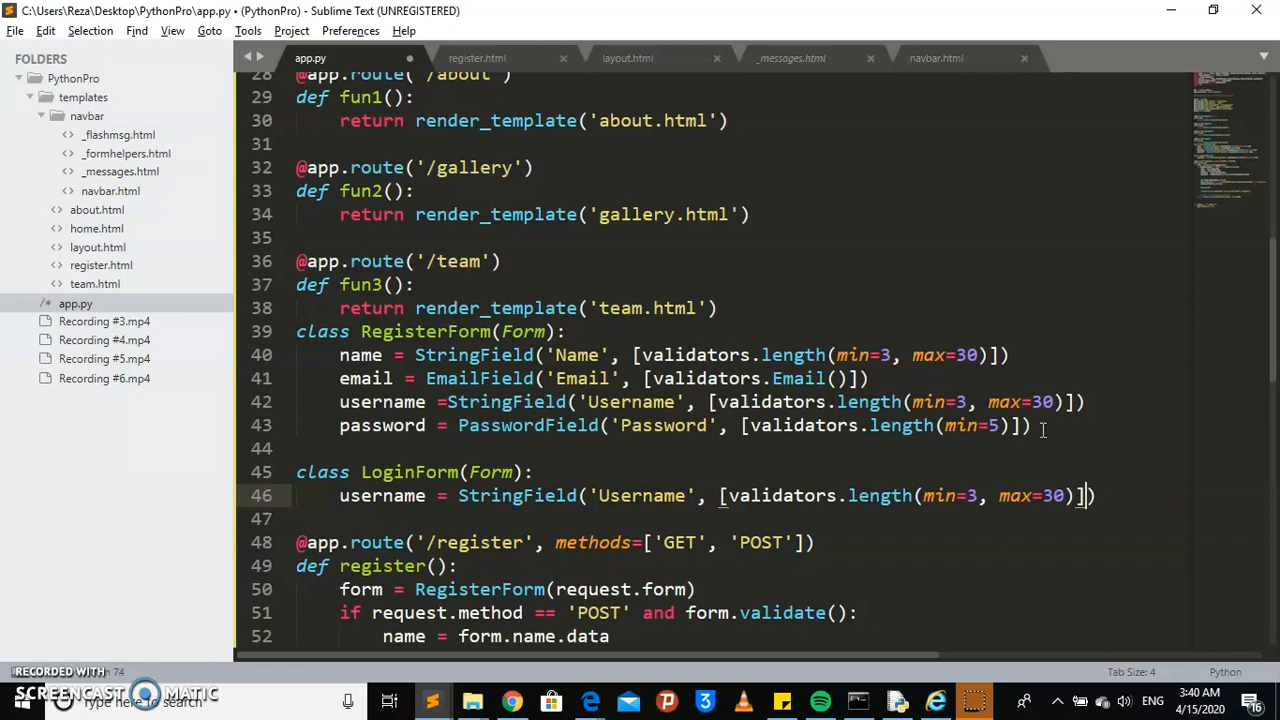 C:\Users\Reza\Desktop\PythonPro\app.py • (PythonPro) - Sublime Text (UNREGISTERED)
File Edit Selection Find View Goto Tools Project Preferences Help
FOLDERS
PythonPro
templates
navbar
_flashmsg.html
_formhelpers.html
_messages.html
navbar.html
about.html
home.html
layout.html
register.html
team.html
app.py
Recording #3.mp4
Recording #4.mp4
Recording #5.mp4
Recording #6.mp4
app.py register.html layout.html _messages.html navbar.html
28 @app.route('/about')
29 def fun1():
30 return render_template('about.html')
31
32 @app.route('/gallery')
33 def fun2():
34 return render_template('gallery.html')
35
36 @app.route('/team')
37 def fun3():
38 return render_template('team.html')
39 class RegisterForm(Form):
40 name = StringField('Name', [validators.length(min=3, max=30)])
41 email = EmailField('Email', [validators.Email()])
42 username =StringField('Username', [validators.length(min=3, max=30)])
43 password = PasswordField('Password', [validators.length(min=5)])
44
45 class LoginForm(Form):
46 username = StringField('Username', [validators.length(min=3, max=30)])
47
48 @app.route('/register', methods=['GET', 'POST'])
49 def register():
50 form = RegisterForm(request.form)
51 if request.method == 'POST' and form.validate():
52 name = form.name.data
74 Tab Size: 4 Python
RECORDED WITH
SCREENCAST MATIC
Type here to search
ENG
3:40 AM
4/15/2020
16